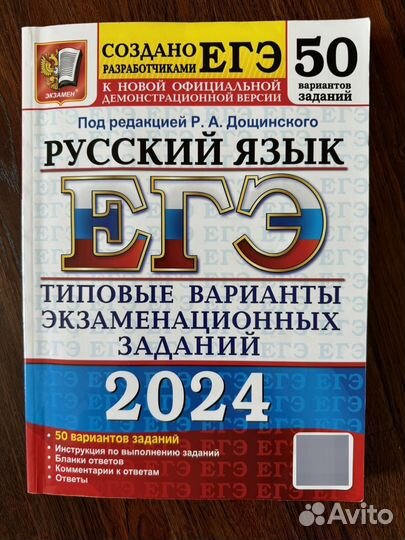 СОЗДАНО
РАЗРАБОТЧИКАМИ
ЕГЭ
50
вариантов
заданий
К НОВОЙ ОФИЦИАЛЬНОЙ
ДЕМОНСТРАЦИОННОЙ ВЕРСИИ
ЭКЗАМЕН
Под редакцией Р. А. Дощинского
РУССКИЙ ЯЗЫК
ЕГЭ
ТИПОВЫЕ ВАРИАНТЫ
ЭКЗАМЕНАЦИОННЫХ
ЗАДАНИЙ
2024
• 50 вариантов заданий
• Инструкция по выполнению заданий
• Бланки ответов
• Комментарии к ответам
• Ответы
Avito